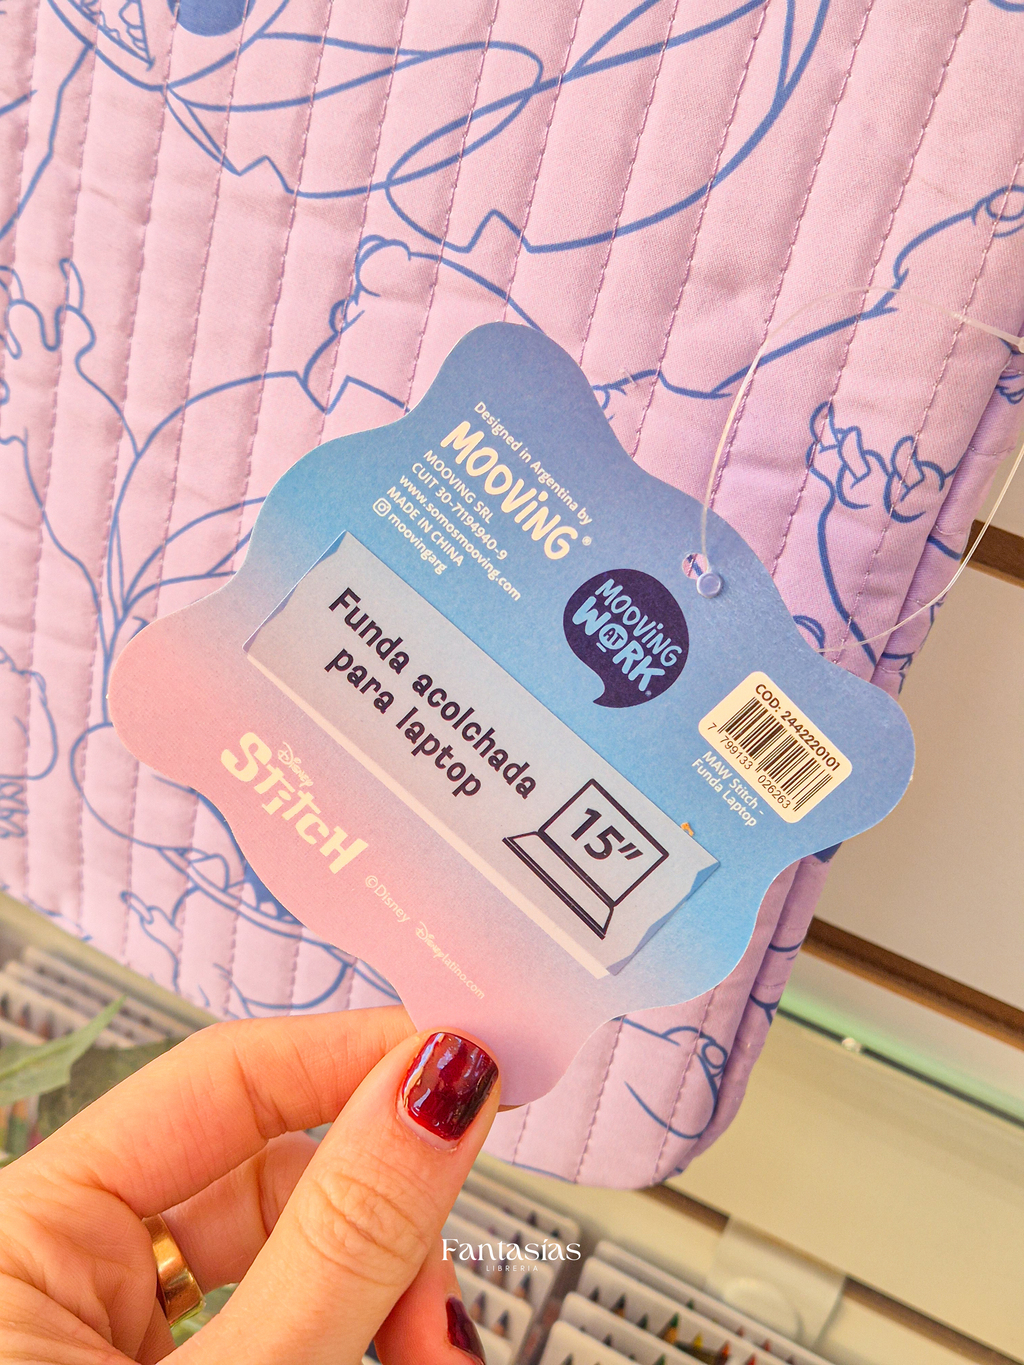 Designed in Argentina by
MOOViNG®
MOOVING SRL
CUIT 30-71194940-9
www.somosmooving.com
MADE IN CHINA
moovingarg
MOOViNG
AT
WORK®
Funda acolchada
para laptop
15”
COD: 2442220101
7 799133 026263
MAW Stitch -
Funda Laptop
Disney
StitcH
©Disney
Disneylatino.com
Fantasías
LIBRERIA